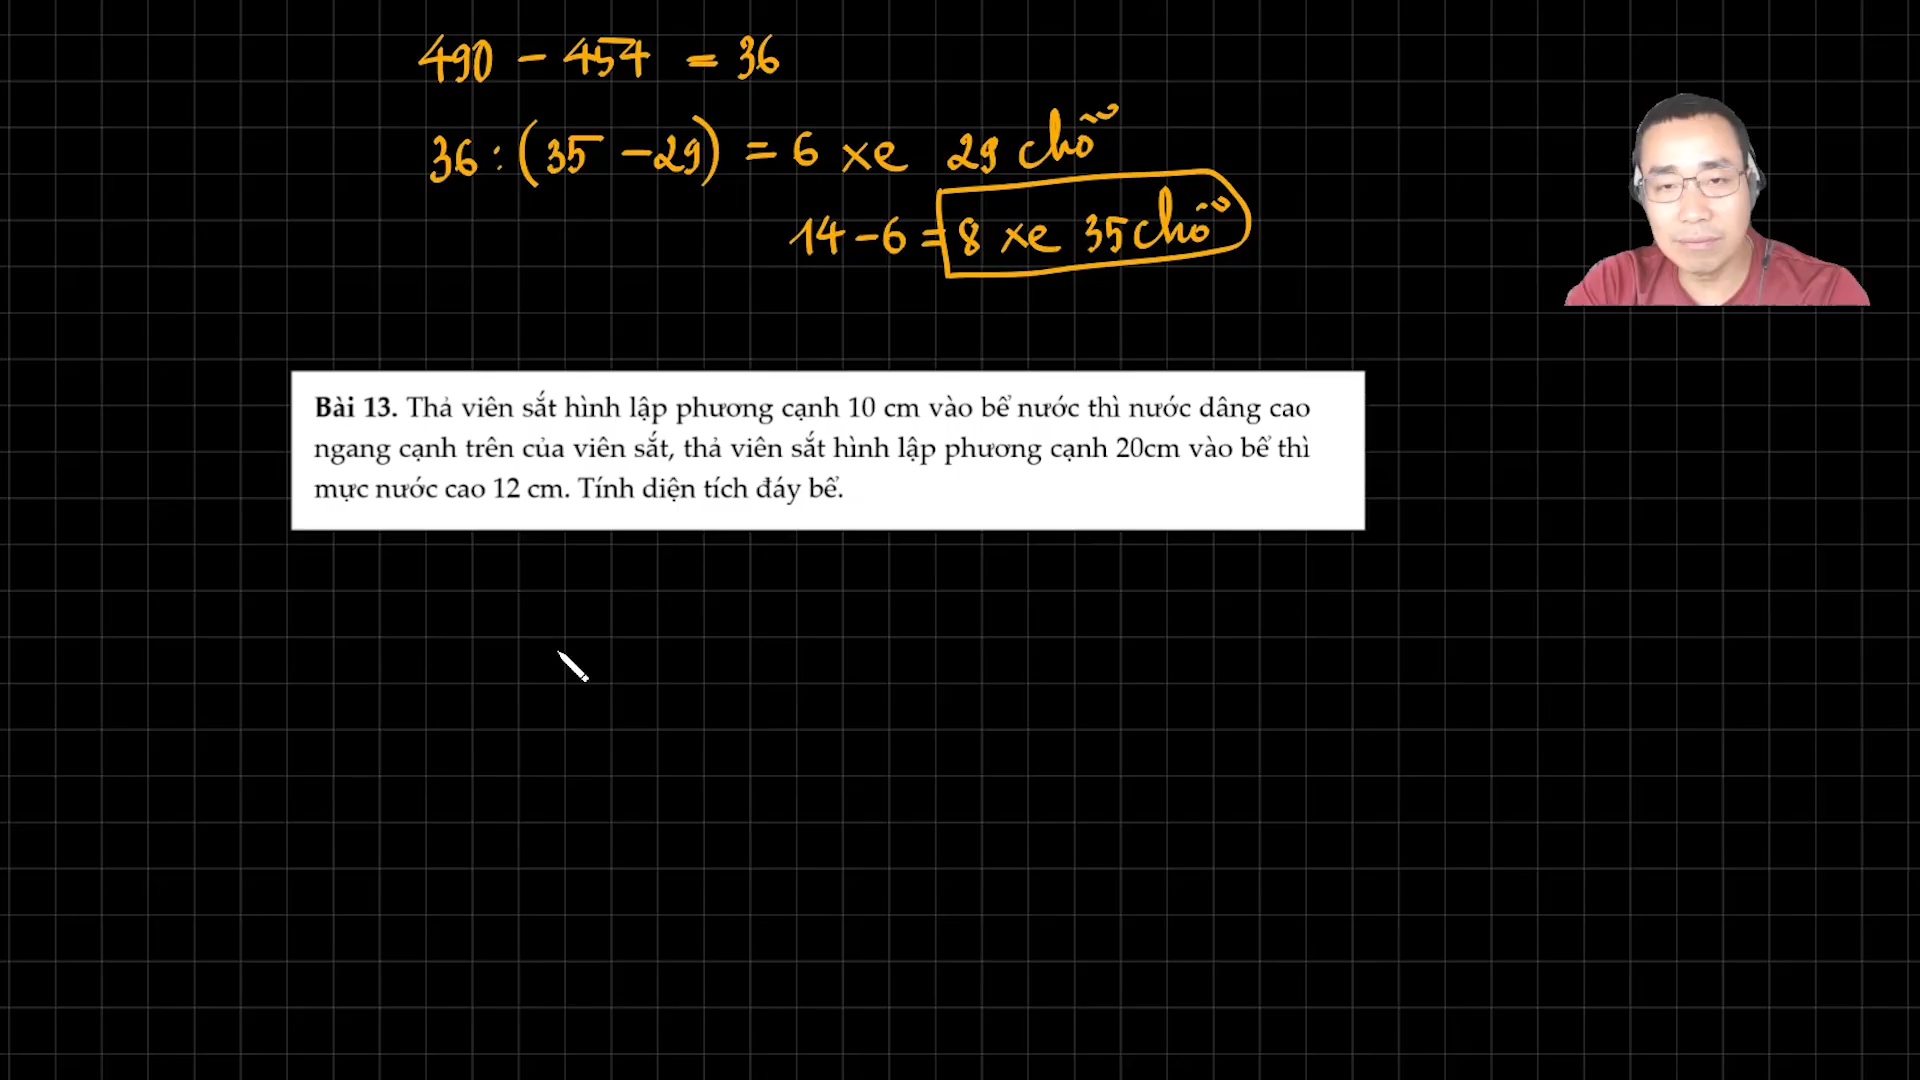 490 - 454 = 36
36 : (35 - 29) = 6 xe 29 chỗ
14 - 6 = 8 xe 35 chỗ
Bài 13. Thả viên sắt hình lập phương cạnh 10 cm vào bể nước thì nước dâng cao
ngang cạnh trên của viên sắt, thả viên sắt hình lập phương cạnh 20cm vào bể thì
mực nước cao 12 cm. Tính diện tích đáy bể.